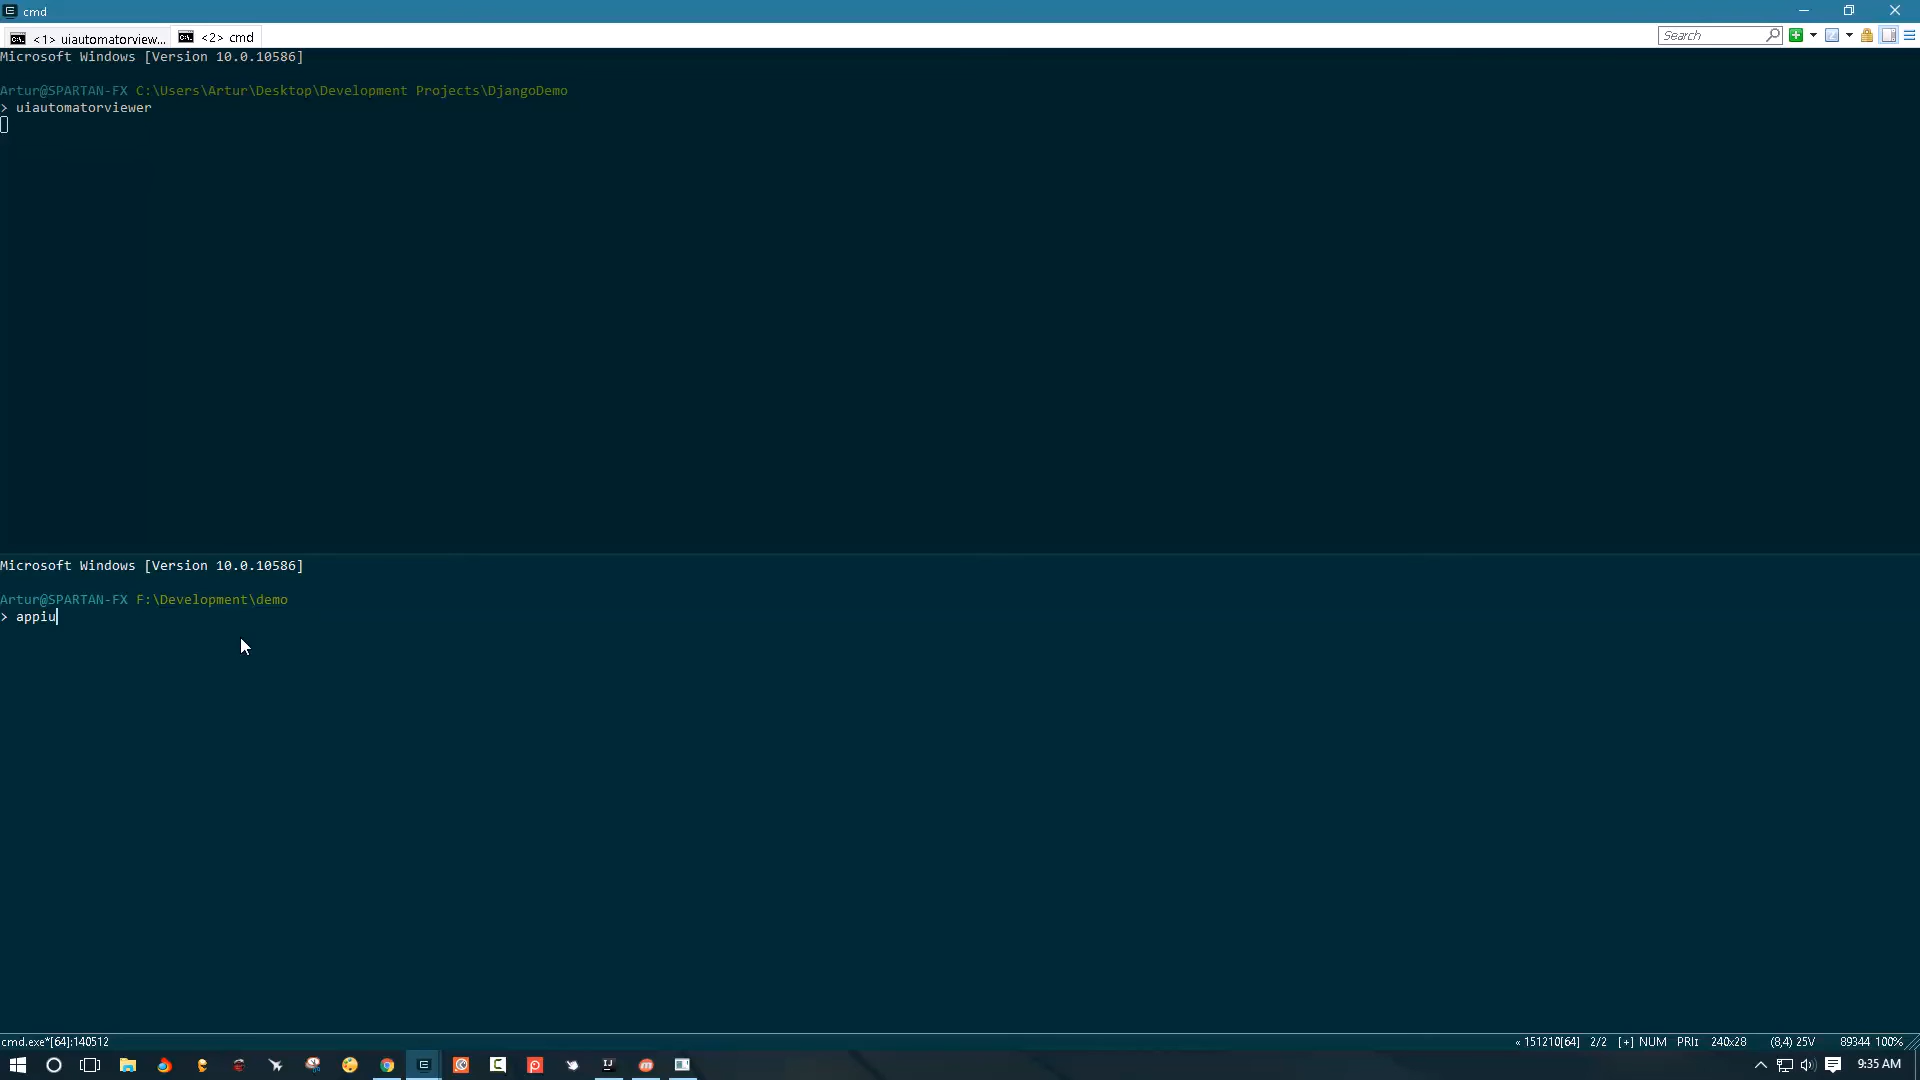 cmd
<1> uiautomatorview...
<2> cmd
Search
Microsoft Windows [Version 10.0.10586]
Artur@SPARTAN-FX C:\Users\Artur\Desktop\Development Projects\DjangoDemo
> uiautomatorviewer
Microsoft Windows [Version 10.0.10586]
Artur@SPARTAN-FX F:\Development\demo
> appiu
cmd.exe*[64]:140512
« 151210[64] 2/2 [+] NUM PRI↕ 240x28 (8,4) 25V 89344 100%
9:35 AM